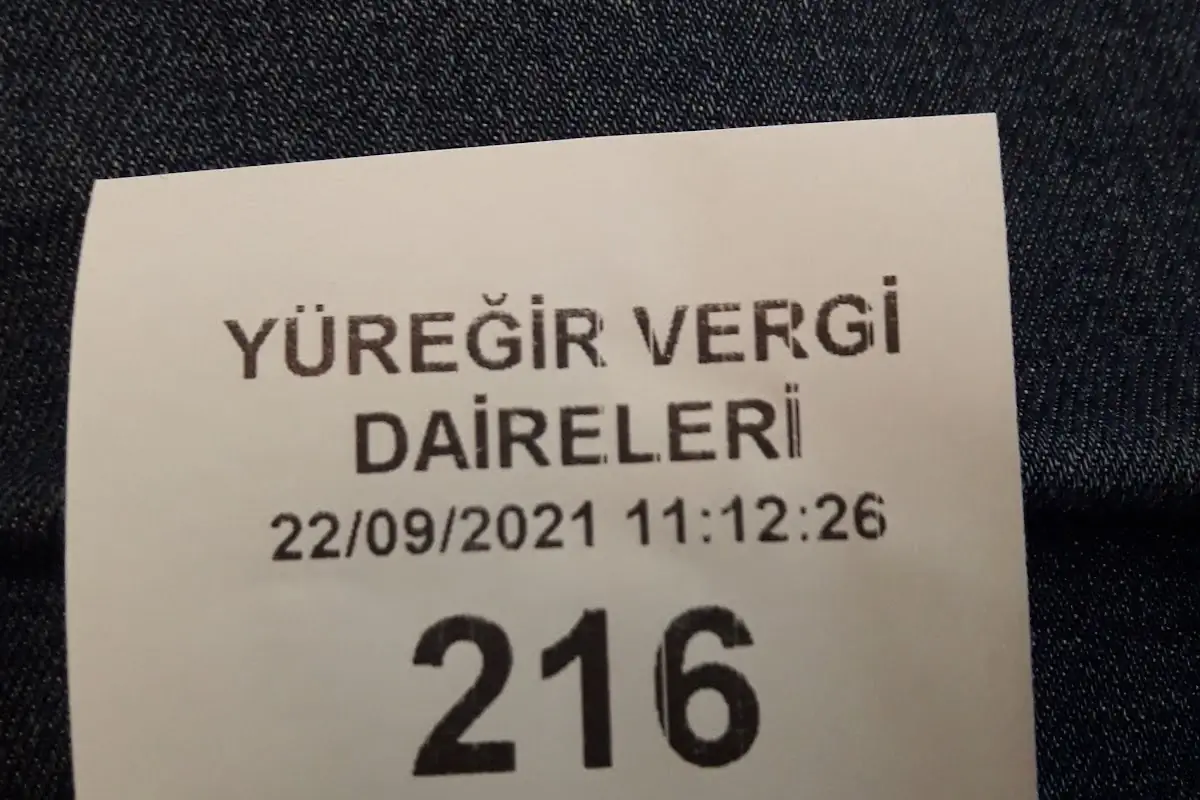 YÜREĞİR VERGİ
DAİRELERİ
22/09/2021 11:12:26
216